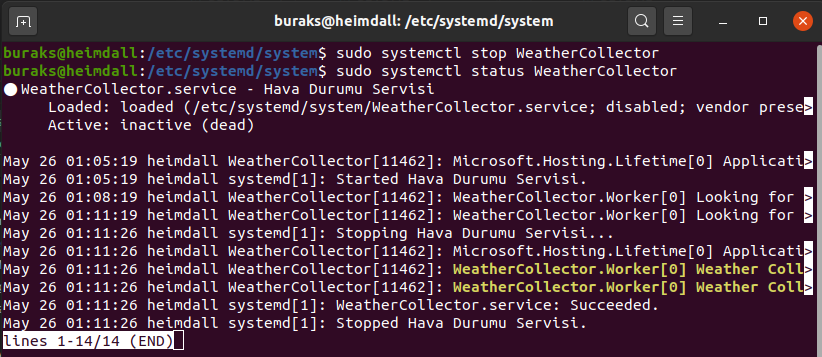 buraks@heimdall: /etc/systemd/system
buraks@heimdall:/etc/systemd/system$ sudo systemctl stop WeatherCollector
buraks@heimdall:/etc/systemd/system$ sudo systemctl status WeatherCollector
● WeatherCollector.service - Hava Durumu Servisi
     Loaded: loaded (/etc/systemd/system/WeatherCollector.service; disabled; vendor prese>
     Active: inactive (dead)

May 26 01:05:19 heimdall WeatherCollector[11462]: Microsoft.Hosting.Lifetime[0] Applicati>
May 26 01:05:19 heimdall systemd[1]: Started Hava Durumu Servisi.
May 26 01:08:19 heimdall WeatherCollector[11462]: WeatherCollector.Worker[0] Looking for >
May 26 01:11:19 heimdall WeatherCollector[11462]: WeatherCollector.Worker[0] Looking for >
May 26 01:11:26 heimdall systemd[1]: Stopping Hava Durumu Servisi...
May 26 01:11:26 heimdall WeatherCollector[11462]: Microsoft.Hosting.Lifetime[0] Applicati>
May 26 01:11:26 heimdall WeatherCollector[11462]: WeatherCollector.Worker[0] Weather Coll>
May 26 01:11:26 heimdall WeatherCollector[11462]: WeatherCollector.Worker[0] Weather Coll>
May 26 01:11:26 heimdall systemd[1]: WeatherCollector.service: Succeeded.
May 26 01:11:26 heimdall systemd[1]: Stopped Hava Durumu Servisi.
lines 1-14/14 (END)